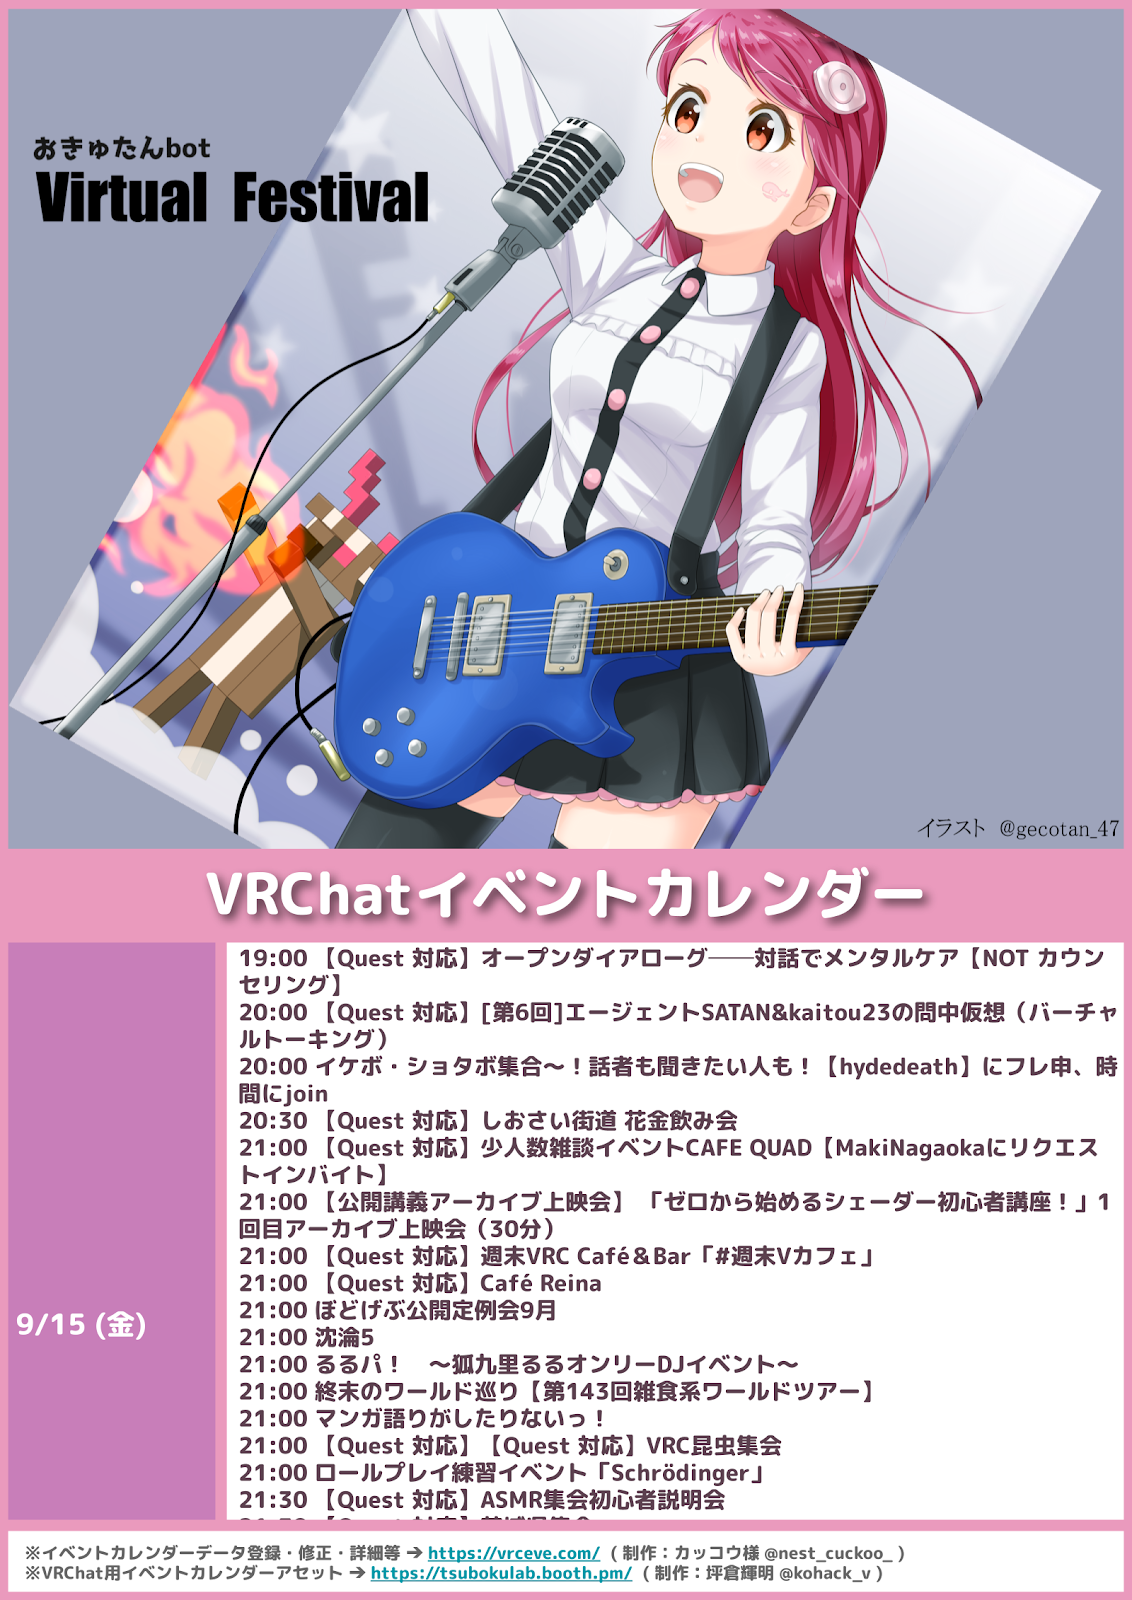 おきゅたんbot
Virtual Festival
イラスト @gecotan_47
VRChatイベントカレンダー
9/15 (金)
19:00 【Quest 対応】オープンダイアローグ──対話でメンタルケア【NOT カウン
セリング】
20:00 【Quest 対応】[第6回]エージェントSATAN&kaitou23の問中仮想（バーチャ
ルトーキング）
20:00 イケボ・ショタボ集合～！話者も聞きたい人も！【hydedeath】にフレ申、時
間にjoin
20:30 【Quest 対応】しおさい街道 花金飲み会
21:00 【Quest 対応】少人数雑談イベントCAFE QUAD【MakiNagaokaにリクエス
トインバイト】
21:00 【公開講義アーカイブ上映会】 「ゼロから始めるシェーダー初心者講座！」1
回目アーカイブ上映会（30分）
21:00 【Quest 対応】週末VRC Café＆Bar「#週末Vカフェ」
21:00 【Quest 対応】Café Reina
21:00 ぼどげぶ公開定例会9月
21:00 沈淪5
21:00 るるパ！　～狐九里るるオンリーDJイベント～
21:00 終末のワールド巡り【第143回雑食系ワールドツアー】
21:00 マンガ語りがしたりないっ！
21:00 【Quest 対応】【Quest 対応】VRC昆虫集会
21:00 ロールプレイ練習イベント「Schrödinger」
21:30 【Quest 対応】ASMR集会初心者説明会
※イベントカレンダーデータ登録・修正・詳細等 ➔ https://vrceve.com/ （ 制作：カッコウ様 @nest_cuckoo_ ）
※VRChat用イベントカレンダーアセット ➔ https://tsubokulab.booth.pm/ （ 制作：坪倉輝明 @kohack_v ）